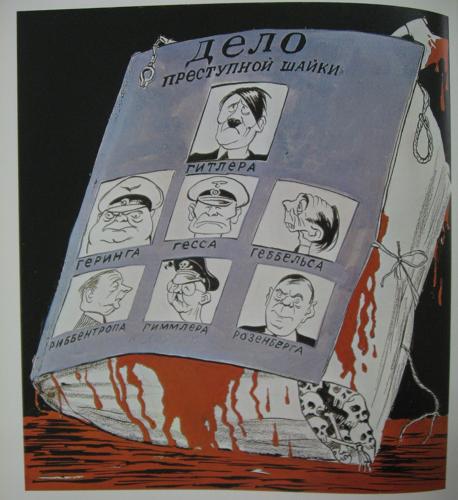 ДЕЛО
ПРЕСТУПНОЙ ШАЙКИ
ГИТЛЕРА
ГЕРИНГА ГЕССА ГЕББЕЛЬСА
РИББЕНТРОПА ГИММЛЕРА РОЗЕНБЕРГА